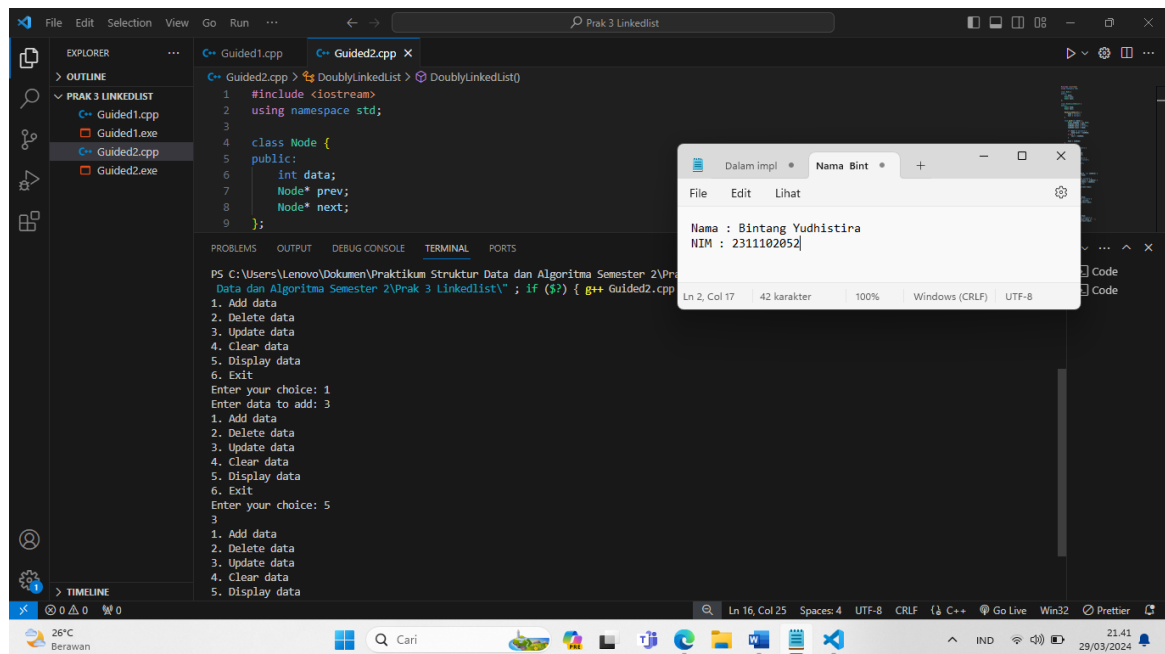 File Edit Selection View Go Run ...
Prak 3 Linkedlist
EXPLORER
OUTLINE
PRAK 3 LINKEDLIST
Guided1.cpp
Guided1.exe
Guided2.cpp
Guided2.exe
TIMELINE
Guided1.cpp Guided2.cpp
Guided2.cpp > DoublyLinkedList > DoublyLinkedList()
1 #include <iostream>
2 using namespace std;
3
4 class Node {
5 public:
6 int data;
7 Node* prev;
8 Node* next;
9 };
Dalam impl Nama Bint
File Edit Lihat
Nama : Bintang Yudhistira
NIM : 2311102052
Ln 2, Col 17 42 karakter 100% Windows (CRLF) UTF-8
PROBLEMS OUTPUT DEBUG CONSOLE TERMINAL PORTS
Code
Code
PS C:\Users\Lenovo\Dokumen\Praktikum Struktur Data dan Algoritma Semester 2\Pra
Data dan Algoritma Semester 2\Prak 3 Linkedlist\" ; if ($?) { g++ Guided2.cpp
1. Add data
2. Delete data
3. Update data
4. Clear data
5. Display data
6. Exit
Enter your choice: 1
Enter data to add: 3
1. Add data
2. Delete data
3. Update data
4. Clear data
5. Display data
6. Exit
Enter your choice: 5
3
1. Add data
2. Delete data
3. Update data
4. Clear data
5. Display data
1
0 0 0 Ln 16, Col 25 Spaces: 4 UTF-8 CRLF C++ Go Live Win32 Prettier
26°C
Berawan
Cari
IND
21.41
29/03/2024